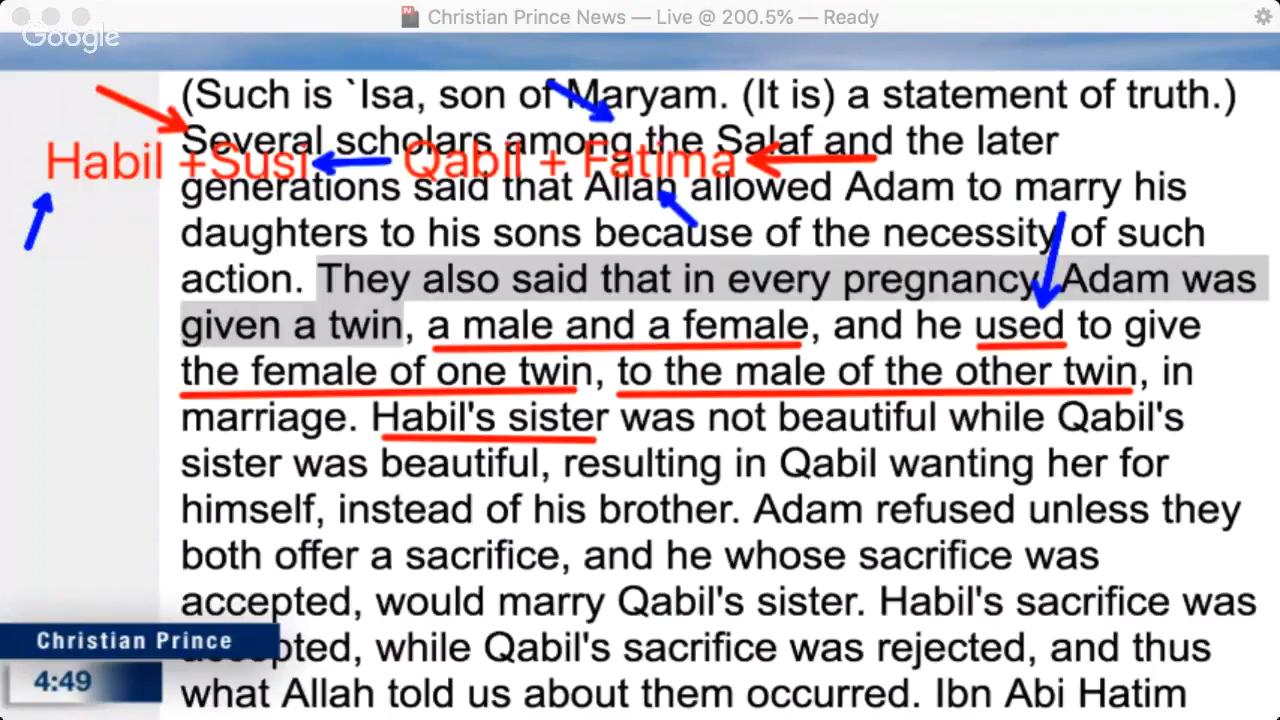 Christian Prince News — Live @ 200.5% — Ready
Google
(Such is `Isa, son of Maryam. (It is) a statement of truth.)
Several scholars among the Salaf and the later
Habil +Susi Qabil + Fatima
generations said that Allah allowed Adam to marry his
daughters to his sons because of the necessity of such
action. They also said that in every pregnancy, Adam was
given a twin, a male and a female, and he used to give
the female of one twin, to the male of the other twin, in
marriage. Habil's sister was not beautiful while Qabil's
sister was beautiful, resulting in Qabil wanting her for
himself, instead of his brother. Adam refused unless they
both offer a sacrifice, and he whose sacrifice was
accepted, would marry Qabil's sister. Habil's sacrifice was
Christian Prince
accepted, while Qabil's sacrifice was rejected, and thus
4:49
what Allah told us about them occurred. Ibn Abi Hatim